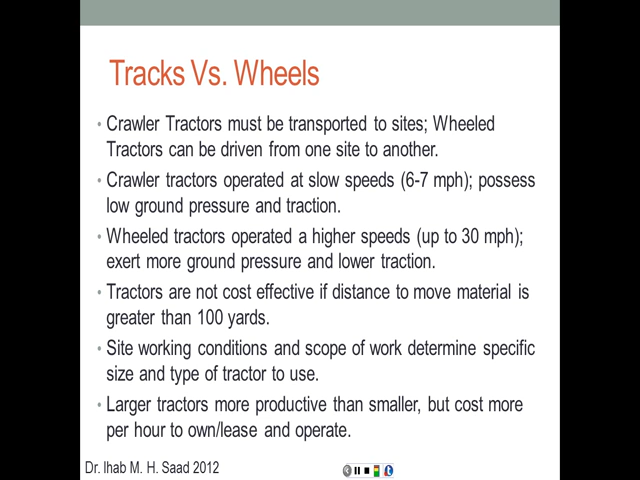 Tracks Vs. Wheels
• Crawler Tractors must be transported to sites; Wheeled
Tractors can be driven from one site to another.
• Crawler tractors operated at slow speeds (6-7 mph); possess
low ground pressure and traction.
• Wheeled tractors operated a higher speeds (up to 30 mph);
exert more ground pressure and lower traction.
• Tractors are not cost effective if distance to move material is
greater than 100 yards.
• Site working conditions and scope of work determine specific
size and type of tractor to use.
• Larger tractors more productive than smaller, but cost more
per hour to own/lease and operate.
Dr. Ihab M. H. Saad 2012